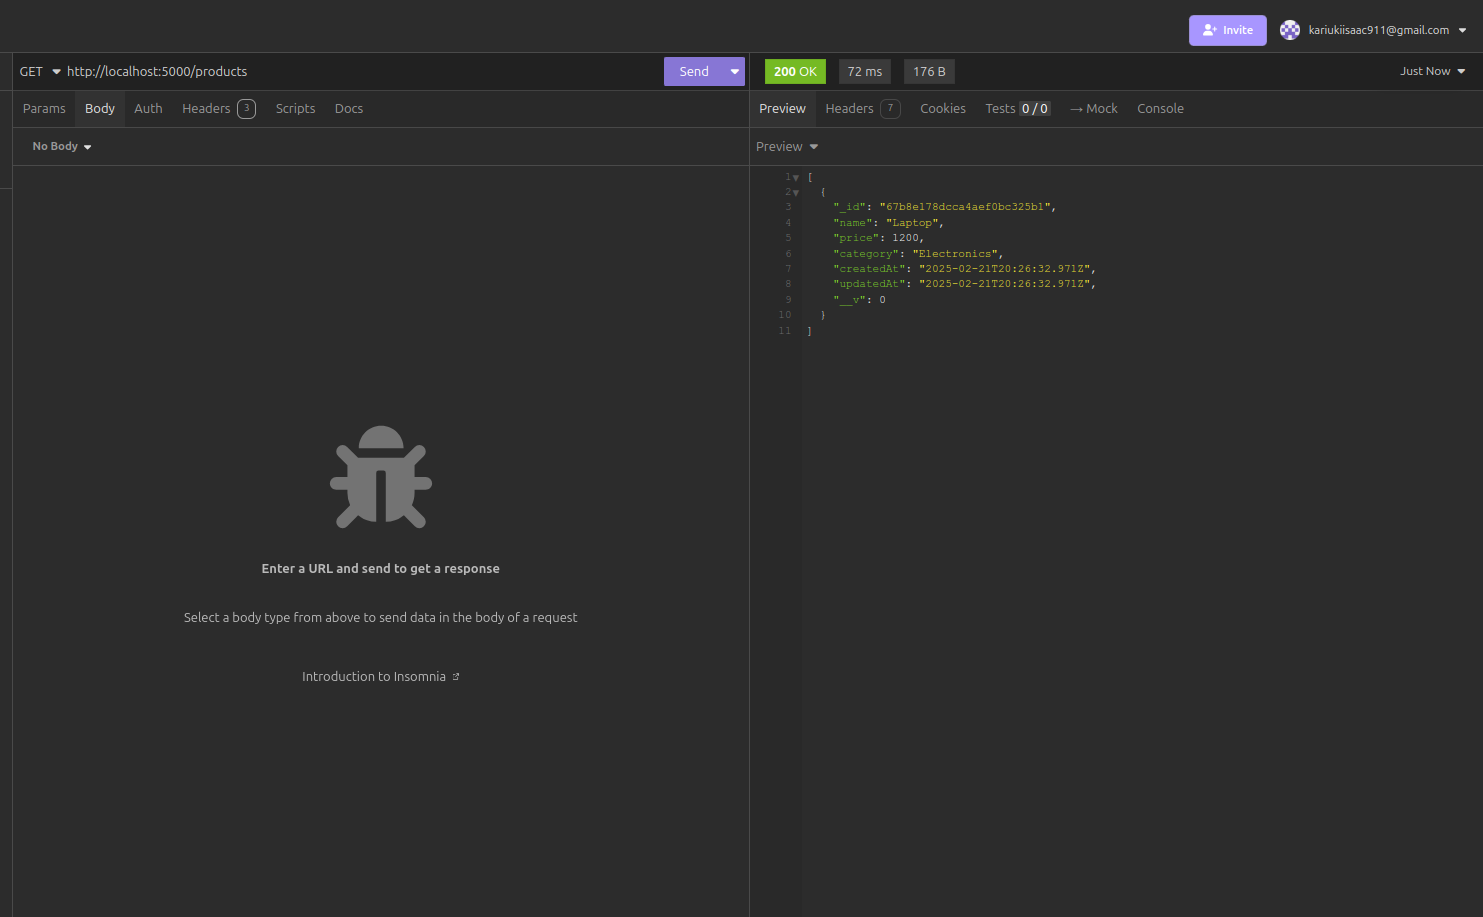 Invite kariukiisaac911@gmail.com
GET http://localhost:5000/products Send
200 OK 72 ms 176 B Just Now
Params Body Auth Headers 3 Scripts Docs
Preview Headers 7 Cookies Tests 0 / 0 → Mock Console
No Body
Preview
1 [
2 {
3 "_id": "67b8e178dcca4aef0bc325b1",
4 "name": "Laptop",
5 "price": 1200,
6 "category": "Electronics",
7 "createdAt": "2025-02-21T20:26:32.971Z",
8 "updatedAt": "2025-02-21T20:26:32.971Z",
9 "__v": 0
10 }
11 ]
Enter a URL and send to get a response
Select a body type from above to send data in the body of a request
Introduction to Insomnia